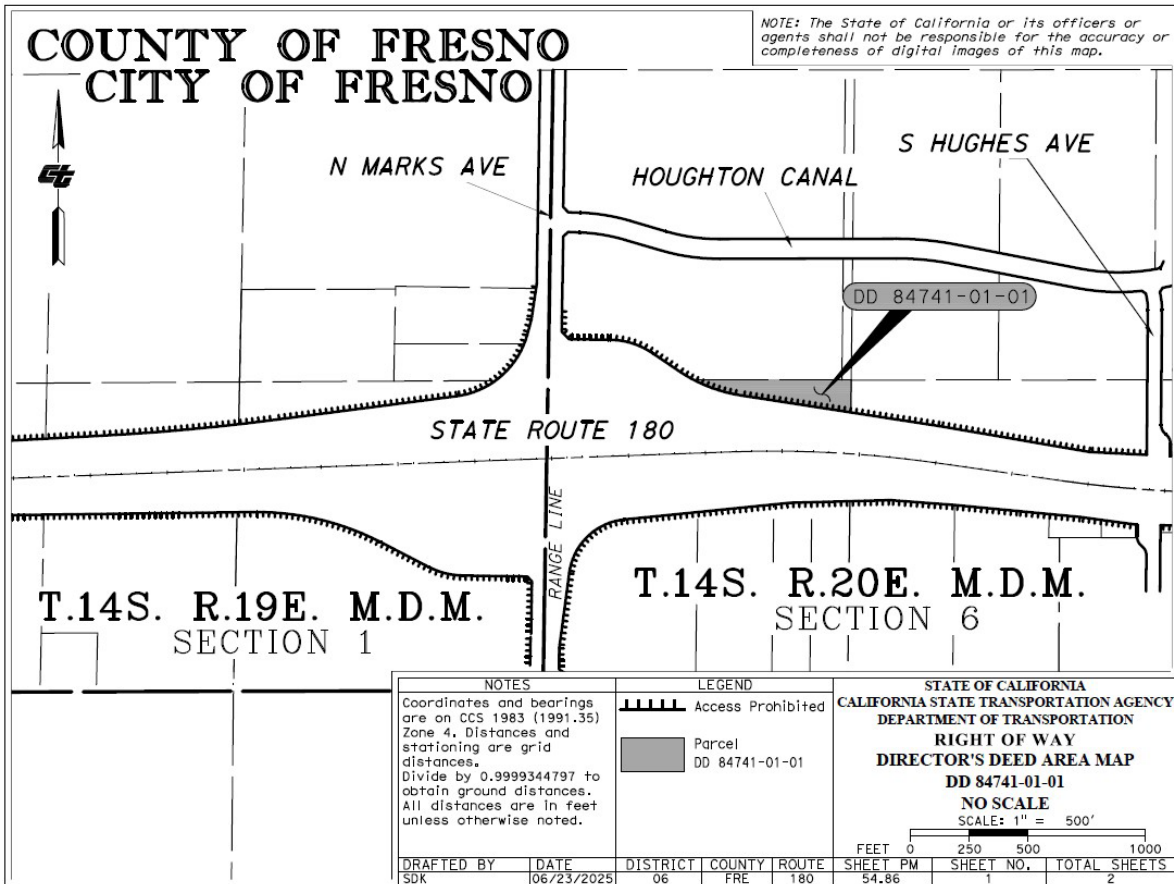 COUNTY OF FRESNO
CITY OF FRESNO
NOTE: The State of California or its officers or
agents shall not be responsible for the accuracy or
completeness of digital images of this map.
N MARKS AVE
HOUGHTON CANAL
S HUGHES AVE
Ct
DD 84741-01-01
STATE ROUTE 180
RANGE LINE
T.14S. R.19E. M.D.M.
SECTION 1
T.14S. R.20E. M.D.M.
SECTION 6
NOTES
Coordinates and bearings
are on CCS 1983 (1991.35)
Zone 4. Distances and
stationing are grid
distances.
Divide by 0.9999344797 to
obtain ground distances.
All distances are in feet
unless otherwise noted.
LEGEND
Access Prohibited
Parcel
DD 84741-01-01
STATE OF CALIFORNIA
CALIFORNIA STATE TRANSPORTATION AGENCY
DEPARTMENT OF TRANSPORTATION
RIGHT OF WAY
DIRECTOR'S DEED AREA MAP
DD 84741-01-01
NO SCALE
SCALE: 1" = 500'
FEET 0 250 500 1000
DRAFTED BY DATE DISTRICT COUNTY ROUTE SHEET PM SHEET NO. TOTAL SHEETS
SDK 06/23/2025 06 FRE 180 54.86 1 2